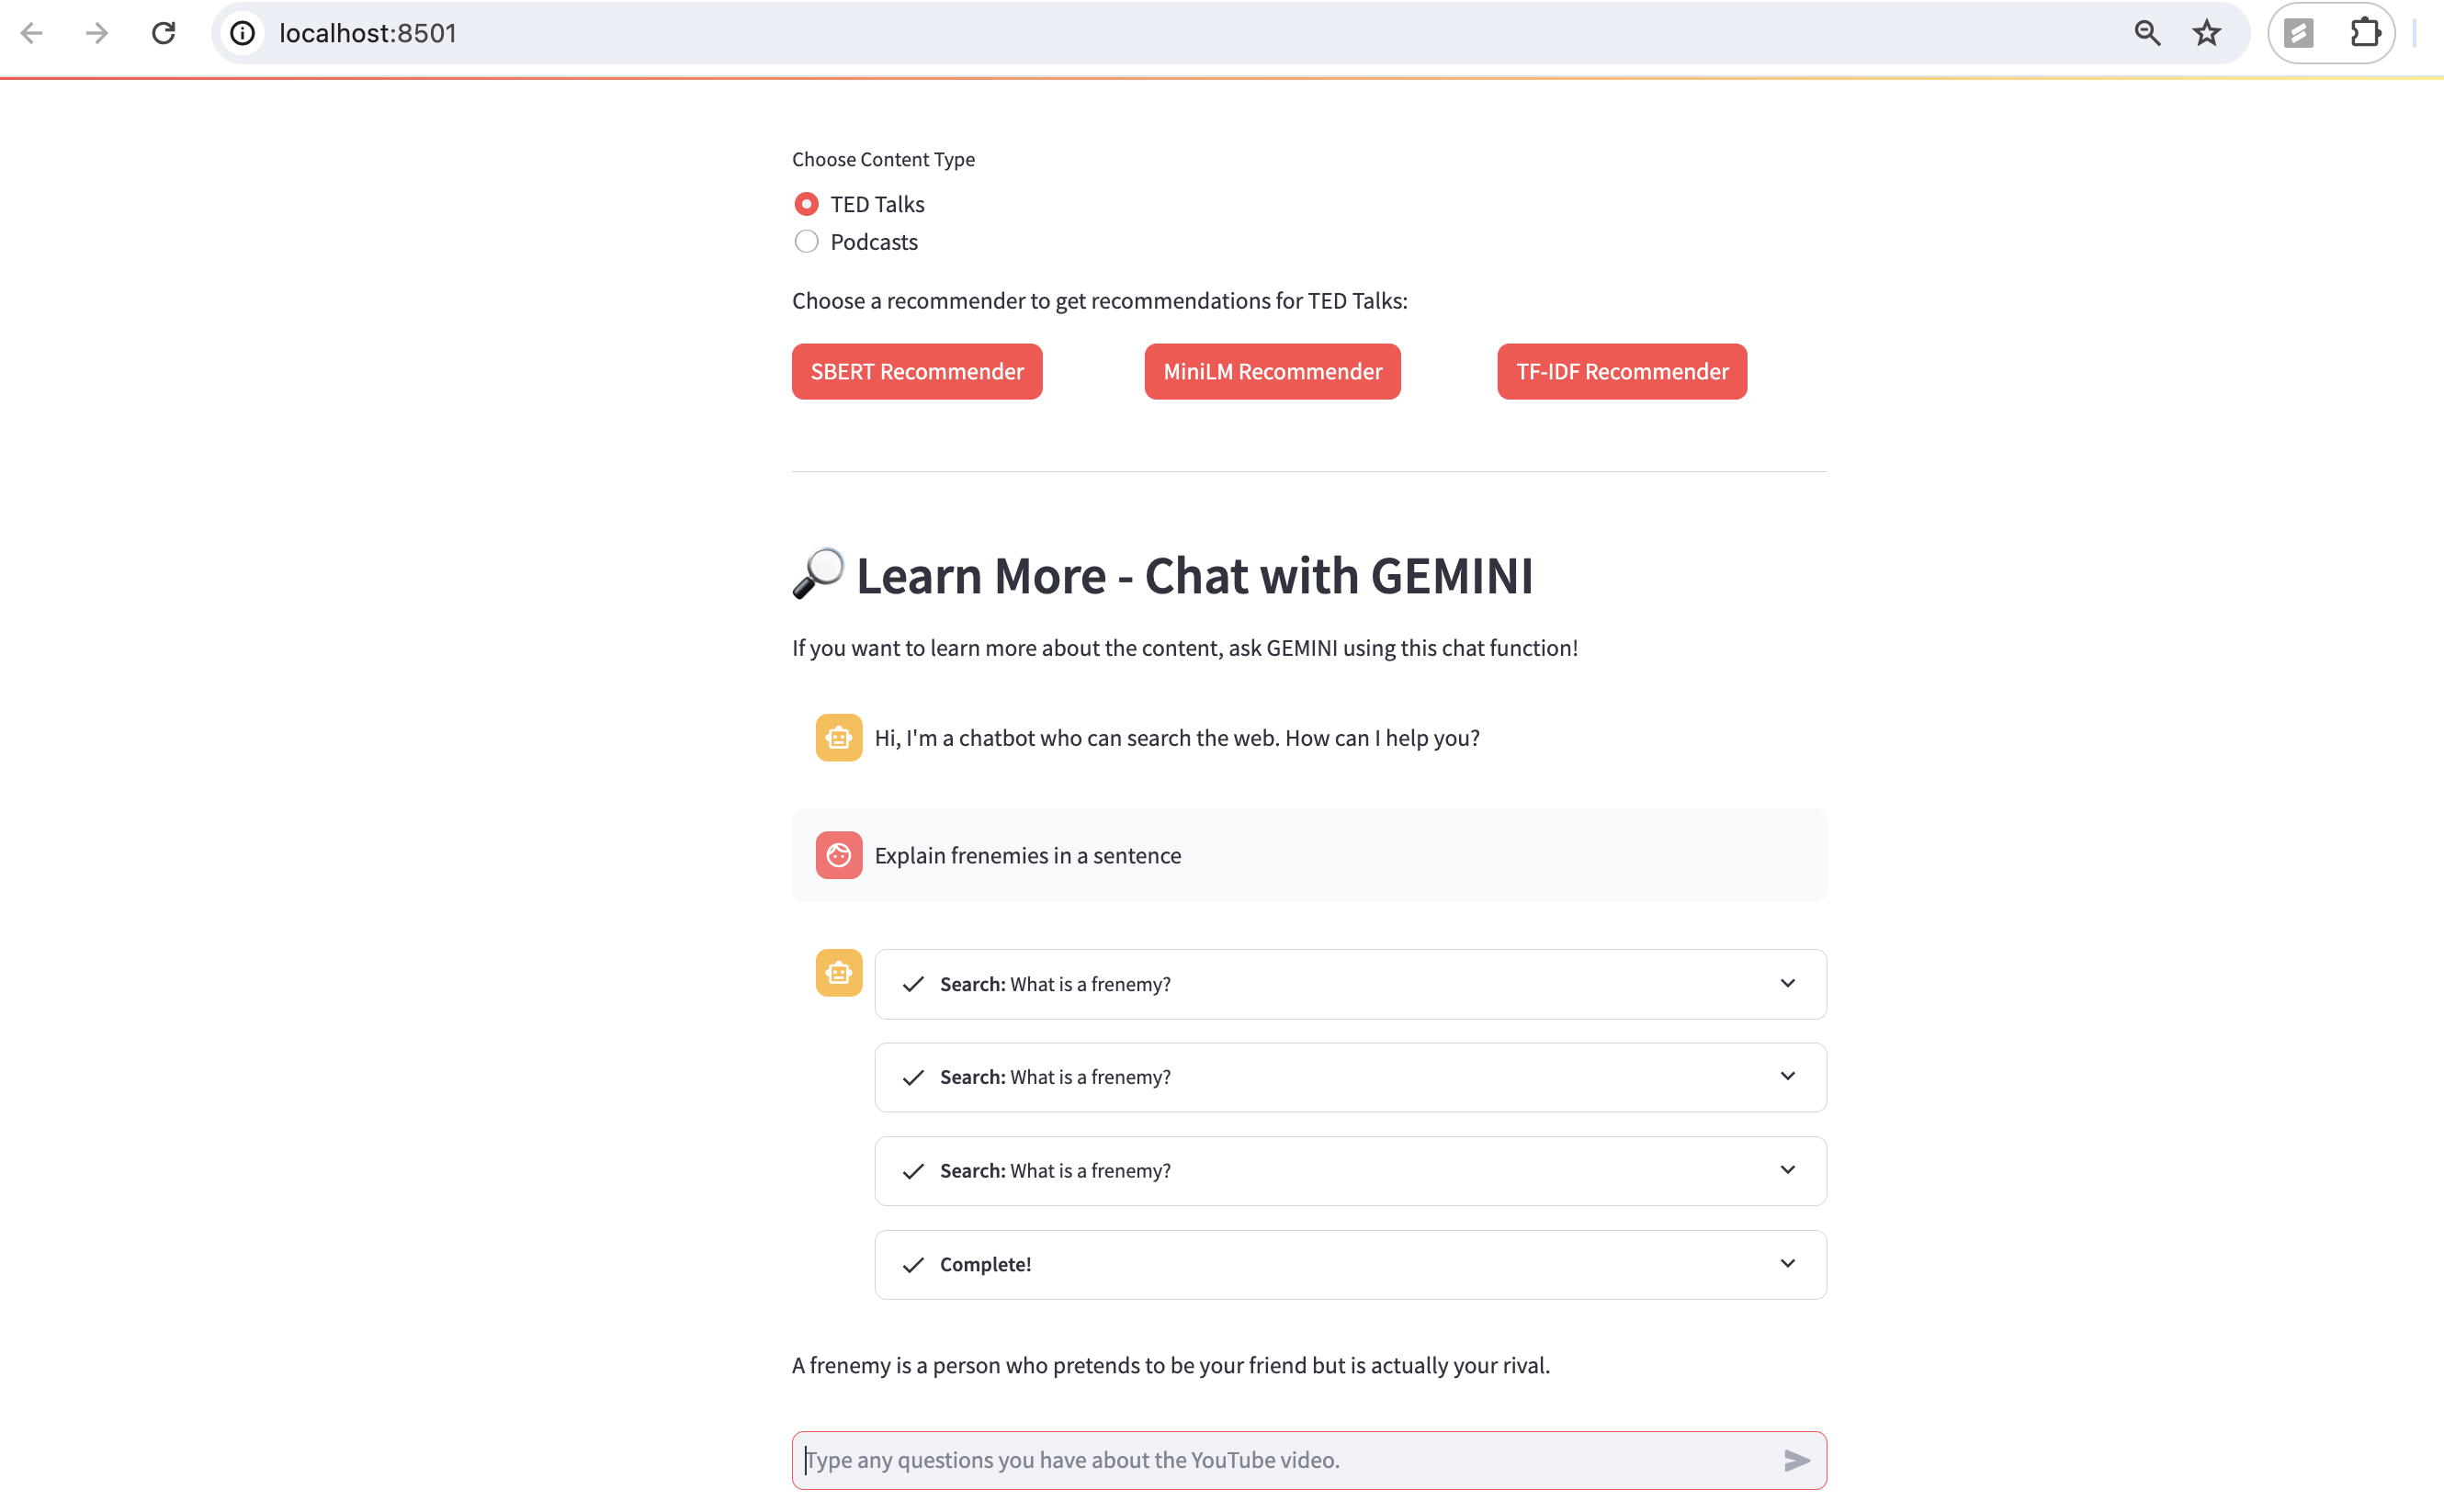 localhost:8501
Choose Content Type
TED Talks
Podcasts
Choose a recommender to get recommendations for TED Talks:
SBERT Recommender
MiniLM Recommender
TF-IDF Recommender
Learn More - Chat with GEMINI
If you want to learn more about the content, ask GEMINI using this chat function!
Hi, I'm a chatbot who can search the web. How can I help you?
Explain frenemies in a sentence
Search: What is a frenemy?
Search: What is a frenemy?
Search: What is a frenemy?
Complete!
A frenemy is a person who pretends to be your friend but is actually your rival.
Type any questions you have about the YouTube video.